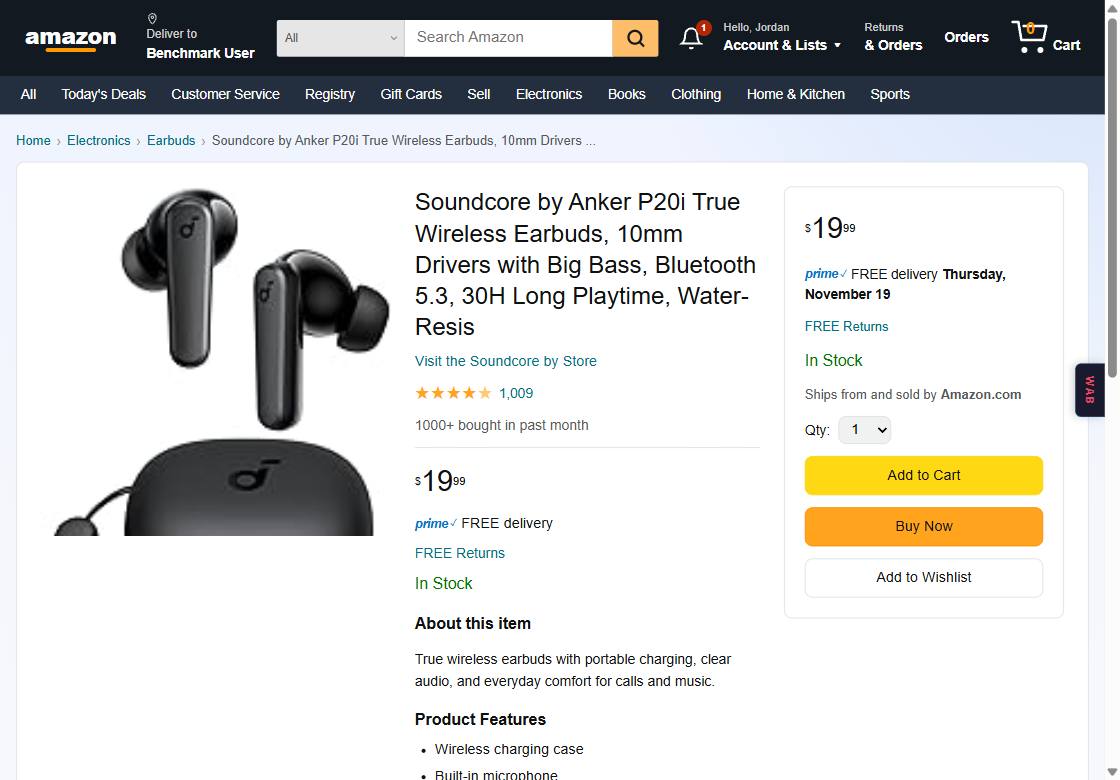 amazon
Deliver to
Benchmark User
All
Search Amazon
1
Hello, Jordan
Account & Lists
Returns
& Orders
Orders
0
Cart
All
Today's Deals
Customer Service
Registry
Gift Cards
Sell
Electronics
Books
Clothing
Home & Kitchen
Sports
Home › Electronics › Earbuds › Soundcore by Anker P20i True Wireless Earbuds, 10mm Drivers ...
Soundcore by Anker P20i True
Wireless Earbuds, 10mm
Drivers with Big Bass, Bluetooth
5.3, 30H Long Playtime, Water-
Resis
Visit the Soundcore by Store
1,009
1000+ bought in past month
$19 99
prime✓ FREE delivery
FREE Returns
In Stock
About this item
True wireless earbuds with portable charging, clear
audio, and everyday comfort for calls and music.
Product Features
• Wireless charging case
• Built-in microphone
$19 99
prime✓ FREE delivery Thursday,
November 19
FREE Returns
In Stock
Ships from and sold by Amazon.com
Qty: 1
Add to Cart
Buy Now
Add to Wishlist
WAB